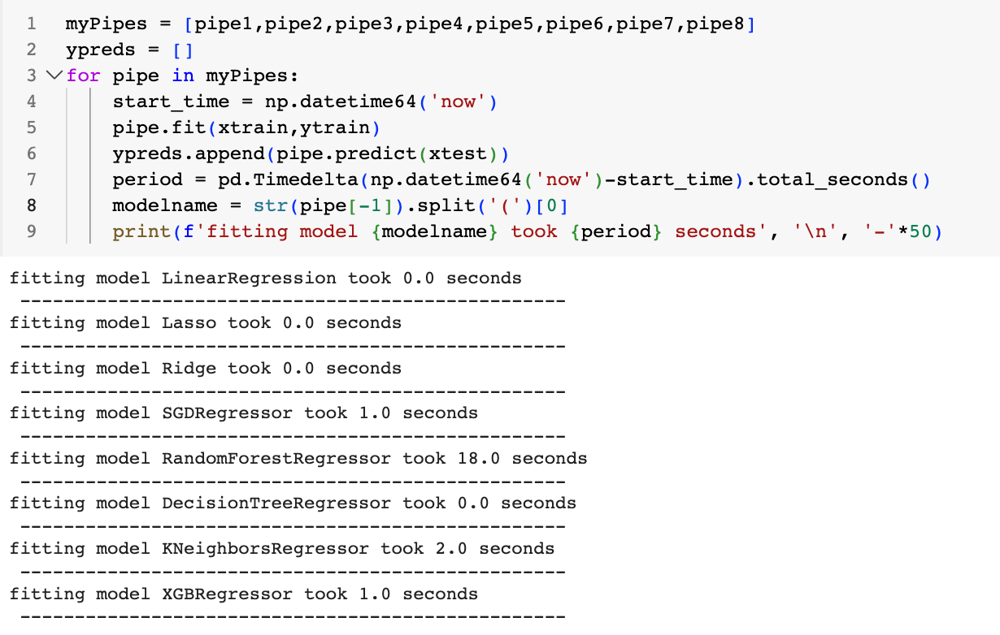 1 myPipes = [pipe1,pipe2,pipe3,pipe4,pipe5,pipe6,pipe7,pipe8]
2 ypreds = []
3 for pipe in myPipes:
4     start_time = np.datetime64('now')
5     pipe.fit(xtrain,ytrain)
6     ypreds.append(pipe.predict(xtest))
7     period = pd.Timedelta(np.datetime64('now')-start_time).total_seconds()
8     modelname = str(pipe[-1]).split('(')[0]
9     print(f'fitting model {modelname} took {period} seconds', '\n', '-'*50)
fitting model LinearRegression took 0.0 seconds
 --------------------------------------------------
fitting model Lasso took 0.0 seconds
 --------------------------------------------------
fitting model Ridge took 0.0 seconds
 --------------------------------------------------
fitting model SGDRegressor took 1.0 seconds
 --------------------------------------------------
fitting model RandomForestRegressor took 18.0 seconds
 --------------------------------------------------
fitting model DecisionTreeRegressor took 0.0 seconds
 --------------------------------------------------
fitting model KNeighborsRegressor took 2.0 seconds
 --------------------------------------------------
fitting model XGBRegressor took 1.0 seconds
 --------------------------------------------------